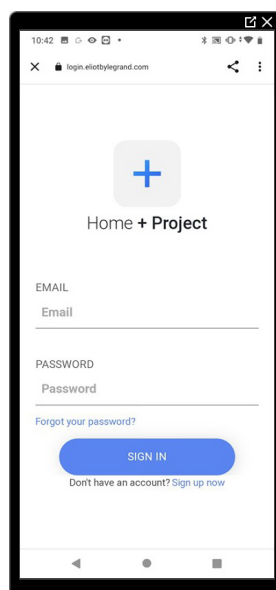 10:42
login.eliotbylegrand.com
Home + Project
EMAIL
Email
PASSWORD
Password
Forgot your password?
SIGN IN
Don't have an account? Sign up now